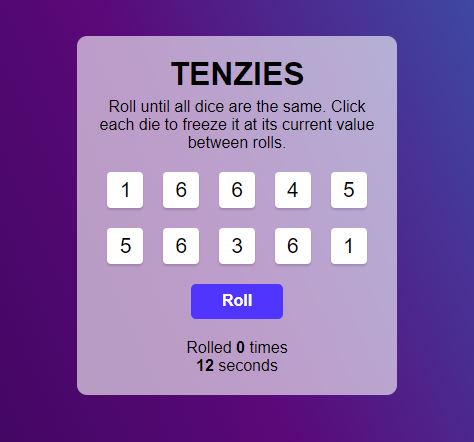 TENZIES
Roll until all dice are the same. Click
each die to freeze it at its current value
between rolls.
1 6 6 4 5
5 6 3 6 1
Roll
Rolled 0 times
12 seconds